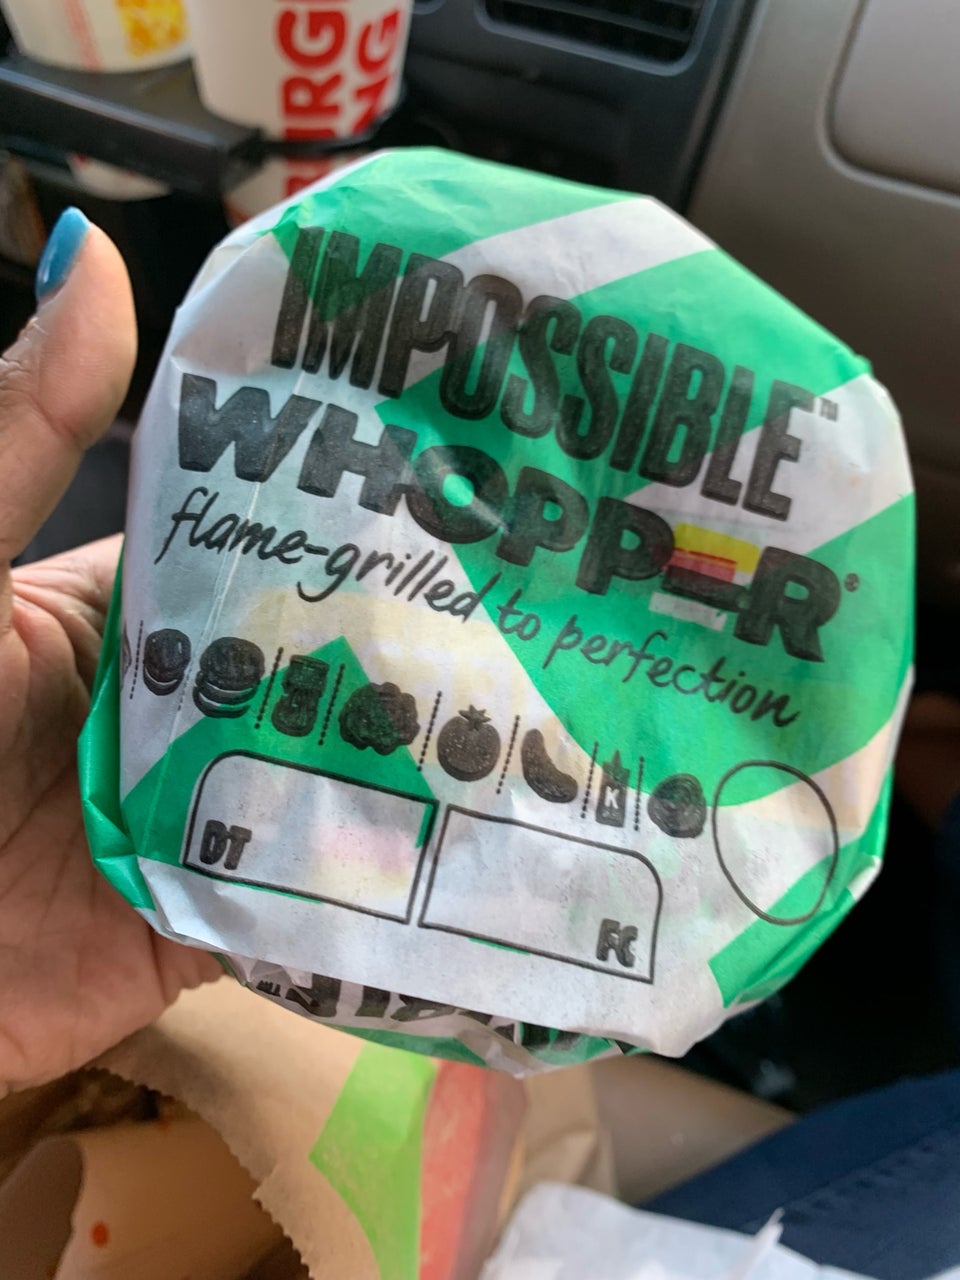 IMPOSSIBLE™
WHOPPER®
flame-grilled to perfection
K
DT
FC